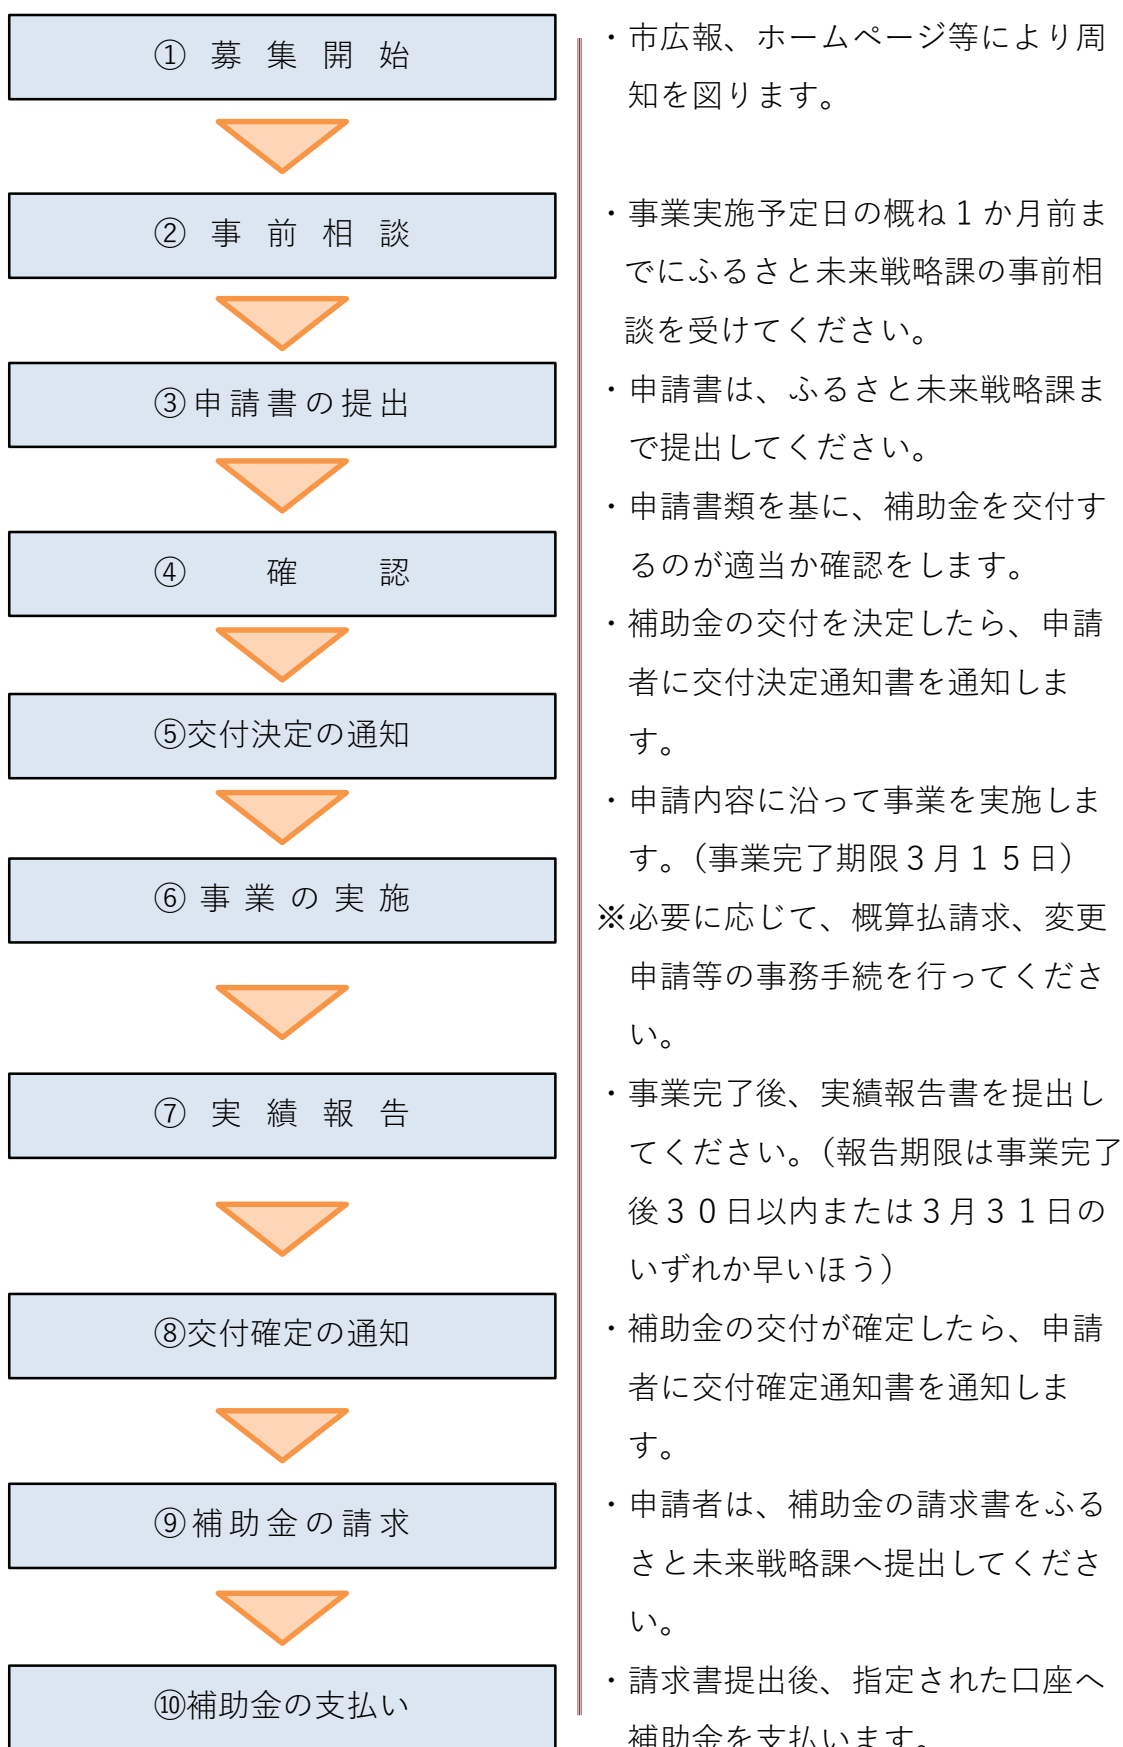 ① 募 集 開 始
・市広報、ホームページ等により周
知を図ります。
② 事 前 相 談
・事業実施予定日の概ね１か月前ま
でにふるさと未来戦略課の事前相
談を受けてください。
③申請書の提出
・申請書は、ふるさと未来戦略課ま
で提出してください。
④ 確 認
・申請書類を基に、補助金を交付す
るのが適当か確認をします。
⑤交付決定の通知
・補助金の交付を決定したら、申請
者に交付決定通知書を通知しま
す。
⑥事業の実施
・申請内容に沿って事業を実施しま
す。（事業完了期限３月１５日）
※必要に応じて、概算払請求、変更
申請等の事務手続を行ってくださ
い。
⑦ 実 績 報 告
・事業完了後、実績報告書を提出し
てください。（報告期限は事業完了
後３０日以内または３月３１日の
いずれか早いほう）
⑧交付確定の通知
・補助金の交付が確定したら、申請
者に交付確定通知書を通知しま
す。
⑨補助金の請求
・申請者は、補助金の請求書をふる
さと未来戦略課へ提出してくださ
い。
⑩補助金の支払い
・請求書提出後、指定された口座へ
補助金を支払います。